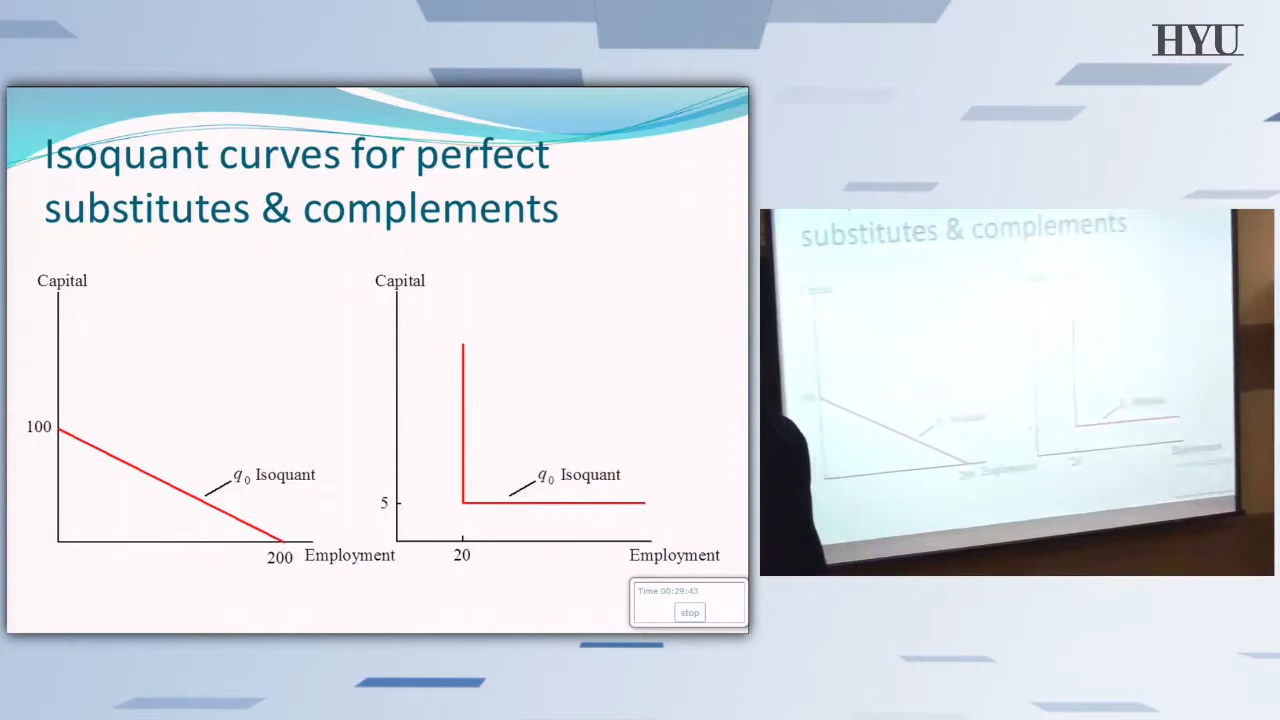 HYU
Isoquant curves for perfect
substitutes & complements
Capital
100
q0 Isoquant
200
Employment
Capital
5
q0 Isoquant
20
Employment
Time 00:29:43
stop
substitutes & complements